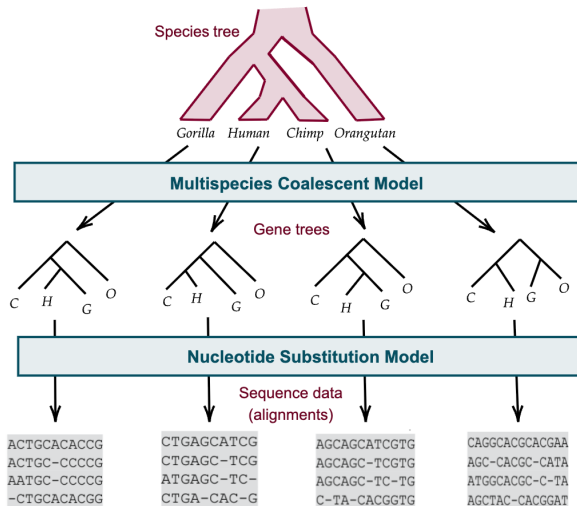 Species tree
Gorilla Human Chimp Orangutan
Multispecies Coalescent Model
Gene trees
C H G O C H G O C H G O C H G O
Nucleotide Substitution Model
Sequence data
(alignments)
ACTGCACACCG CTGAGCATCG AGCAGCATCGTG CAGGCACGCACGAA
ACTGC-CCCCG CTGAGC-TCG AGCAGC-TCGTG AGC-CACGC-CATA
AATGC-CCCCG ATGAGC-TC- AGCAGC-TC-TG ATGGCACGC-C-TA
-CTGCACACGG CTGA-CAC-G C-TA-CACGGTG AGCTAC-CACGGAT